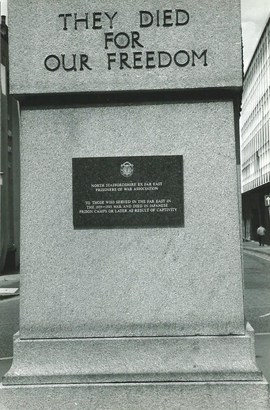 THEY DIED
FOR
OUR FREEDOM
NORTH STAFFORDSHIRE EX FAR EAST
PRISONERS OF WAR ASSOCIATION
TO THOSE WHO SERVED IN THE FAR EAST IN
THE 1939-1945 WAR AND DIED IN JAPANESE
PRISON CAMPS OR LATER AS RESULT OF CAPTIVITY